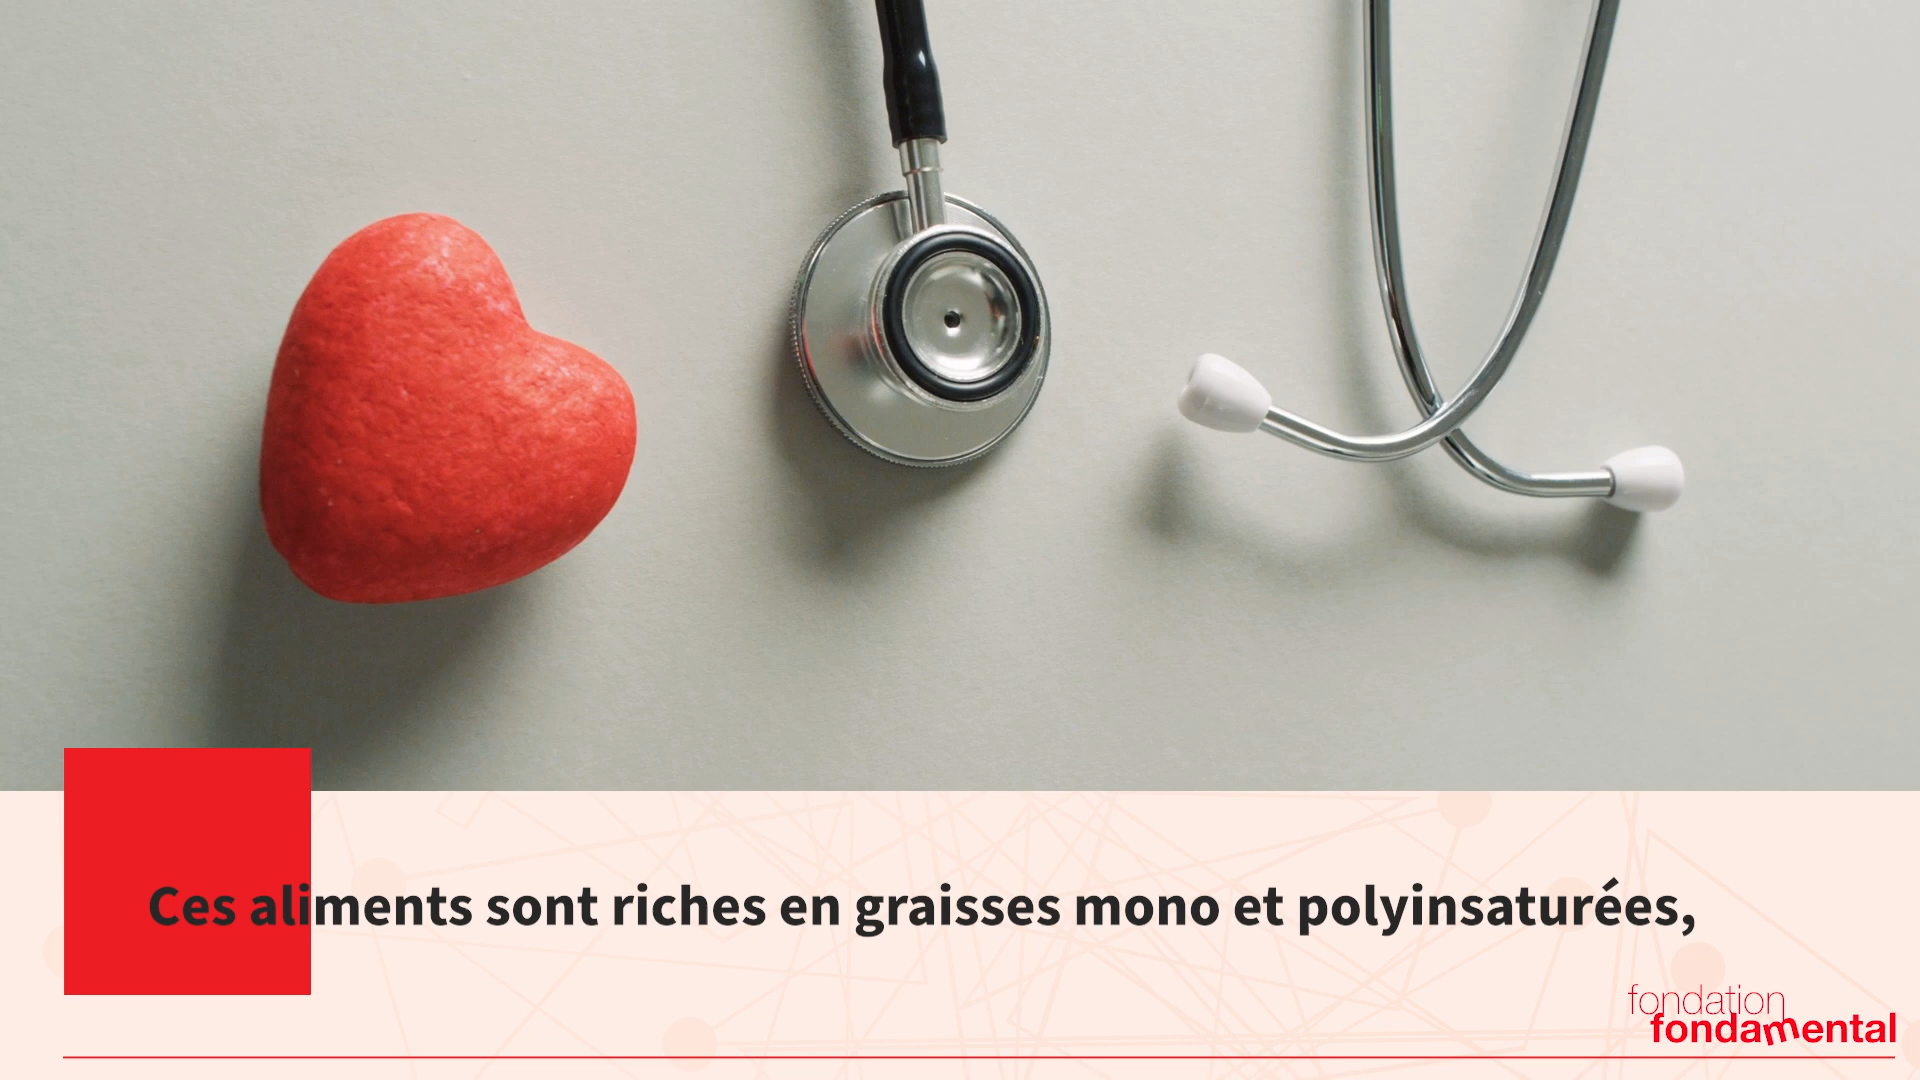 Ces aliments sont riches en graisses mono et polyinsaturées,
fondation
fondamental